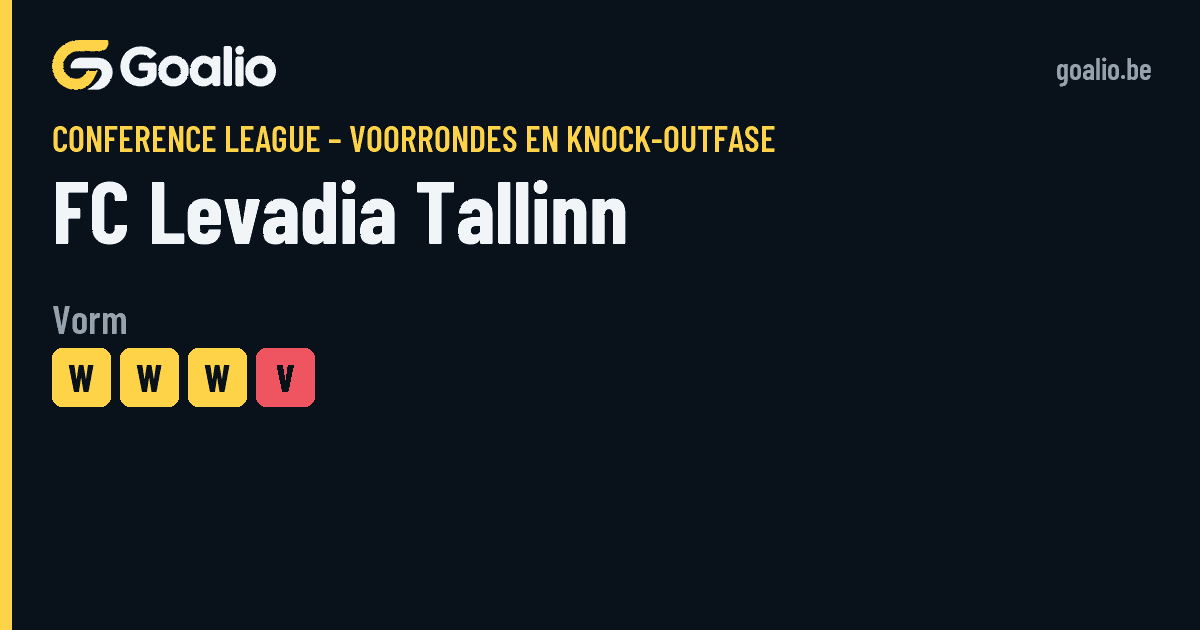 Goalio
goalio.be
CONFERENCE LEAGUE – VOORRONDES EN KNOCK-OUTFASE
FC Levadia Tallinn
Vorm
W W W V